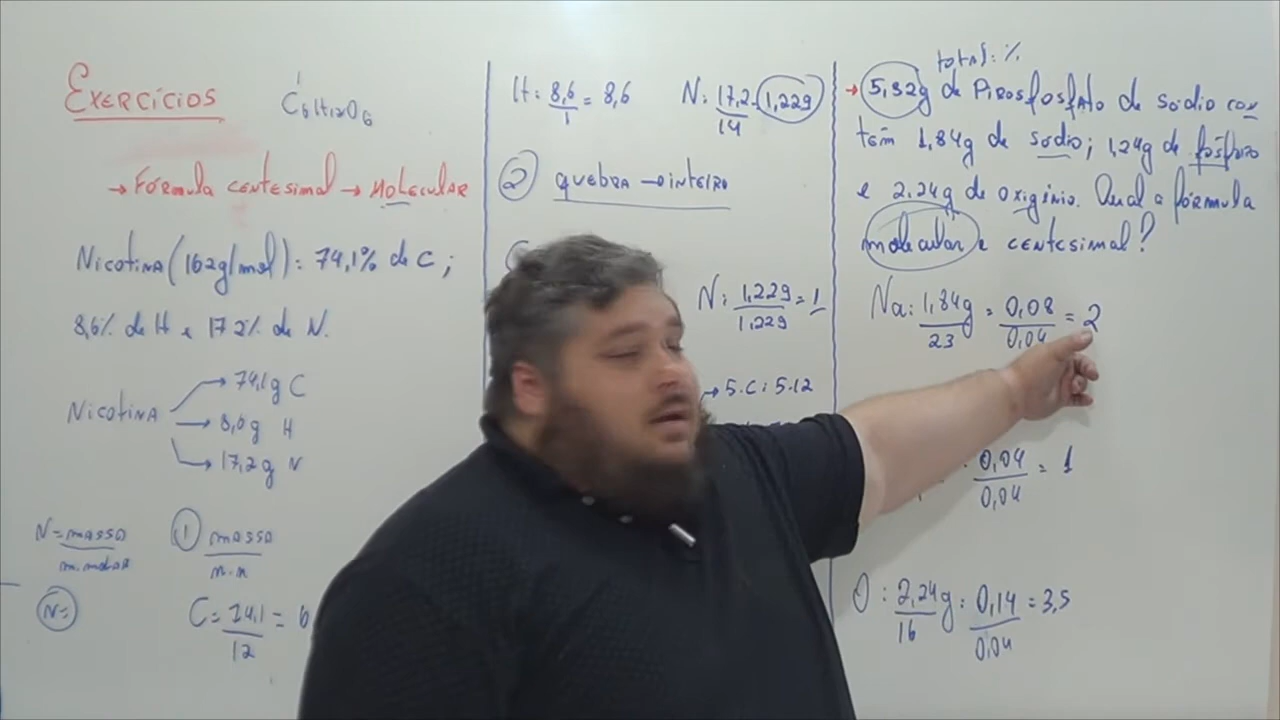 EXERCÍCIOS
C6H12O6
→ Fórmula centesimal → Molecular
Nicotina (162g/mol): 74,1% de C;
8,6% de H e 17,2% de N.
Nicotina
→ 74,1g C
→ 8,6g H
→ 17,2g N
N = massa / m.molar
N =
1 massa / m.m
C = 74,1 / 12 = 6
H: 8,6 / 1 = 8,6
N: 17,2 / 14 = 1,229
2 quebra → inteiro
N: 1,229 / 1,229 = 1
→ 5.C: 5.12
total: %
→ 5,32g de Pirosfosfato de sódio con
têm 1,84g de sódio; 1,24g de fósforo
e 2,24g de oxigênio. Qual a fórmula
molecular e centesimal?
Na: 1,84g / 23 = 0,08 / 0,04 = 2
0,04 / 0,04 = 1
O: 2,24g / 16 = 0,14 / 0,04 = 3,5